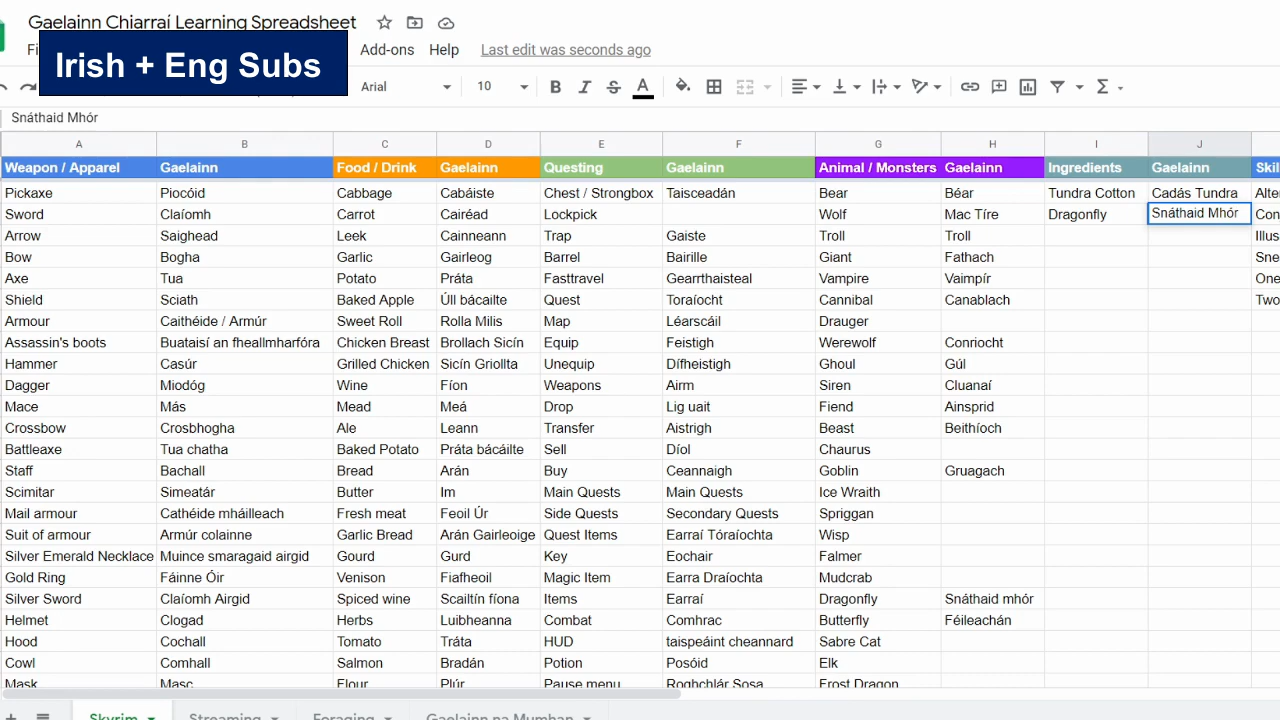 Gaelainn Chiarraí Learning Spreadsheet
Irish + Eng Subs
Add-ons Help Last edit was seconds ago
Arial 10 B I S A
Snáthaid Mhór
A B C D E F G H I J
Weapon / Apparel Gaelainn Food / Drink Gaelainn Questing Gaelainn Animal / Monsters Gaelainn Ingredients Gaelainn
Pickaxe Piocóid Cabbage Cabáiste Chest / Strongbox Taisceadán Bear Béar Tundra Cotton Cadás Tundra
Sword Claíomh Carrot Cairéad Lockpick Wolf Mac Tíre Dragonfly Snáthaid Mhór
Arrow Saighead Leek Cainneann Trap Gaiste Troll Troll
Bow Bogha Garlic Gairleog Barrel Bairille Giant Fathach
Axe Tua Potato Práta Fasttravel Gearrthaisteal Vampire Vaimpír
Shield Sciath Baked Apple Úll bácailte Quest Toraíocht Cannibal Canablach
Armour Caithéide / Armúr Sweet Roll Rolla Milis Map Léarscáil Drauger
Assassin's boots Buataisí an fheallmharfóra Chicken Breast Brollach Sicín Equip Feistigh Werewolf Conriocht
Hammer Casúr Grilled Chicken Sicín Griollta Unequip Dífheistigh Ghoul Gúl
Dagger Miodóg Wine Fíon Weapons Airm Siren Cluanaí
Mace Más Mead Meá Drop Lig uait Fiend Ainsprid
Crossbow Crosbhogha Ale Leann Transfer Aistrigh Beast Beithíoch
Battleaxe Tua chatha Baked Potato Práta bácáilte Sell Díol Chaurus
Staff Bachall Bread Arán Buy Ceannaigh Goblin Gruagach
Scimitar Simeatár Butter Im Main Quests Main Quests Ice Wraith
Mail armour Cathéide mháilleach Fresh meat Feoil Úr Side Quests Secondary Quests Spriggan
Suit of armour Armúr colainne Garlic Bread Arán Gairleoige Quest Items Earraí Tóraíochta Wisp
Silver Emerald Necklace Muince smaragaid airgid Gourd Gurd Key Eochair Falmer
Gold Ring Fáinne Óir Venison Fiafheoil Magic Item Earra Draíochta Mudcrab
Silver Sword Claíomh Airgid Spiced wine Scailtín fíona Items Earraí Dragonfly Snáthaid mhór
Helmet Clogad Herbs Luibheanna Combat Comhrac Butterfly Féileachán
Hood Cochall Tomato Tráta HUD taispeáint cheannard Sabre Cat
Cowl Comhall Salmon Bradán Potion Posóid Elk
Mask Masc Flour Plúr Pause menu Roghchlár Sosa Frost Dragon
Skyrim Streaming Foraging Gaelainn na Mumhan